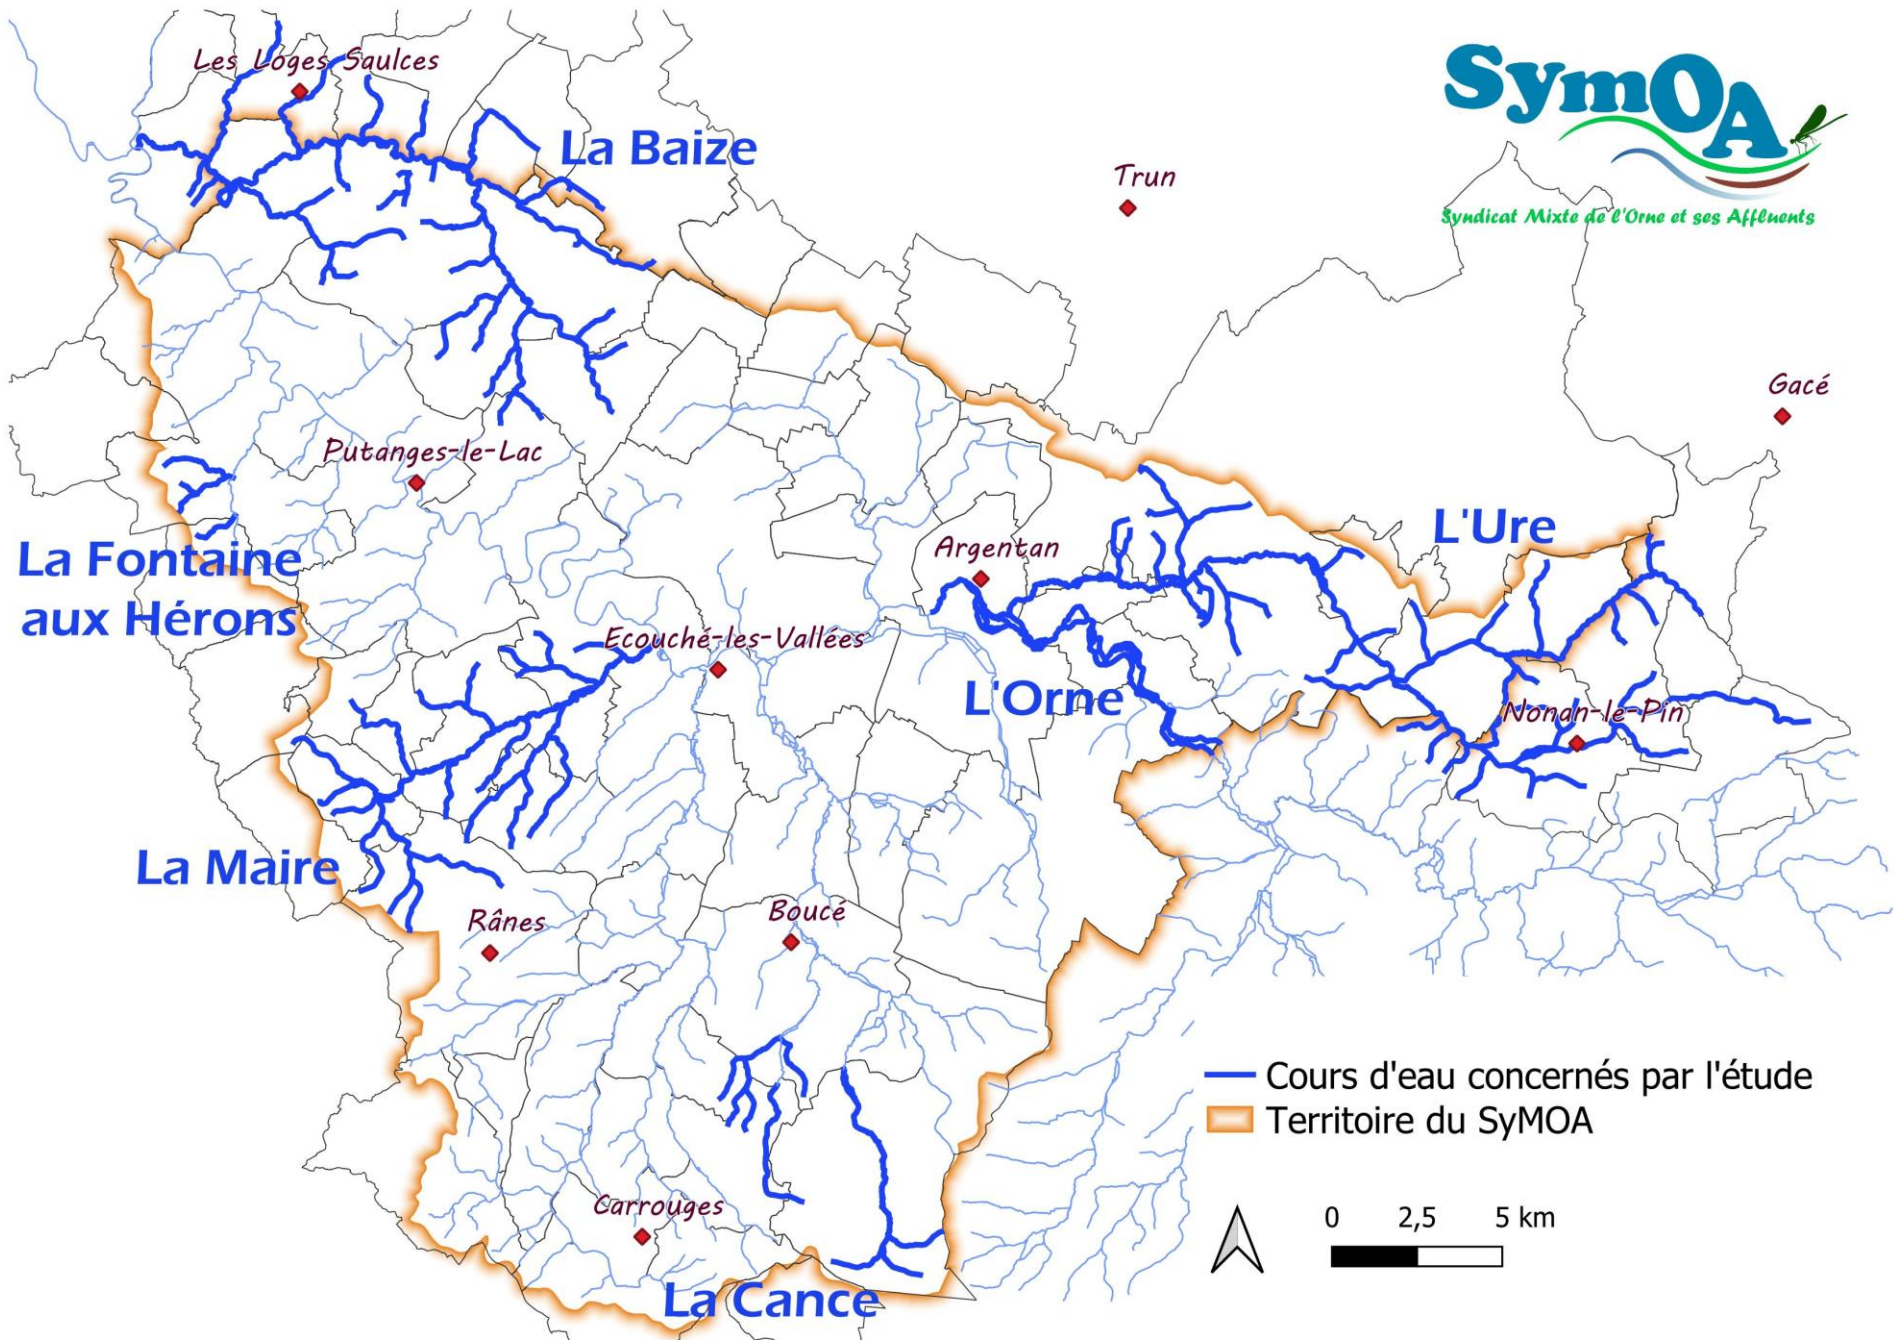 Les Loges Saulces
SymOA
La Baize
Trun
Syndicat Mixte de l'Orne et ses Affluents
Gacé
Putanges-le-Lac
L'Ure
Argentan
La Fontaine
aux Hérons
Ecouché-les-Vallées
L'Orne
Nonan-le-Pin
La Maire
Rânes
Boucé
Cours d'eau concernés par l'étude
Territoire du SyMOA
Carrouges
0 2,5 5 km
La Cance